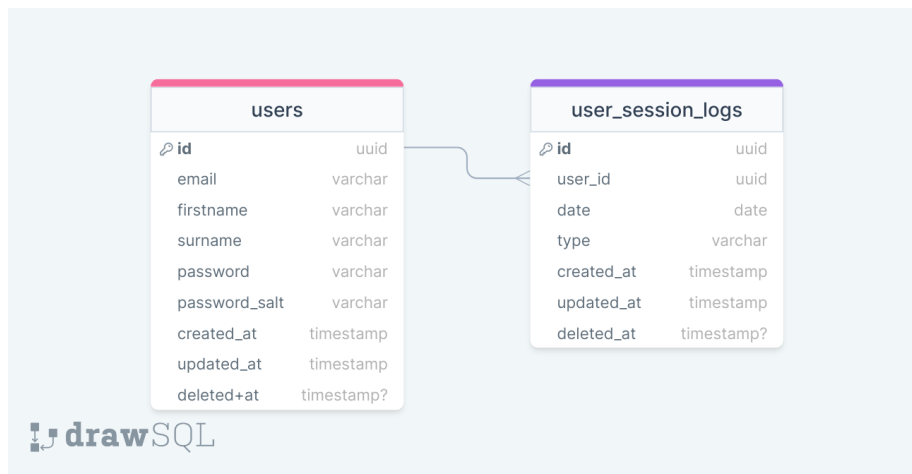 users
id uuid
email varchar
firstname varchar
surname varchar
password varchar
password_salt varchar
created_at timestamp
updated_at timestamp
deleted+at timestamp?
user_session_logs
id uuid
user_id uuid
date date
type varchar
created_at timestamp
updated_at timestamp
deleted_at timestamp?
drawSQL